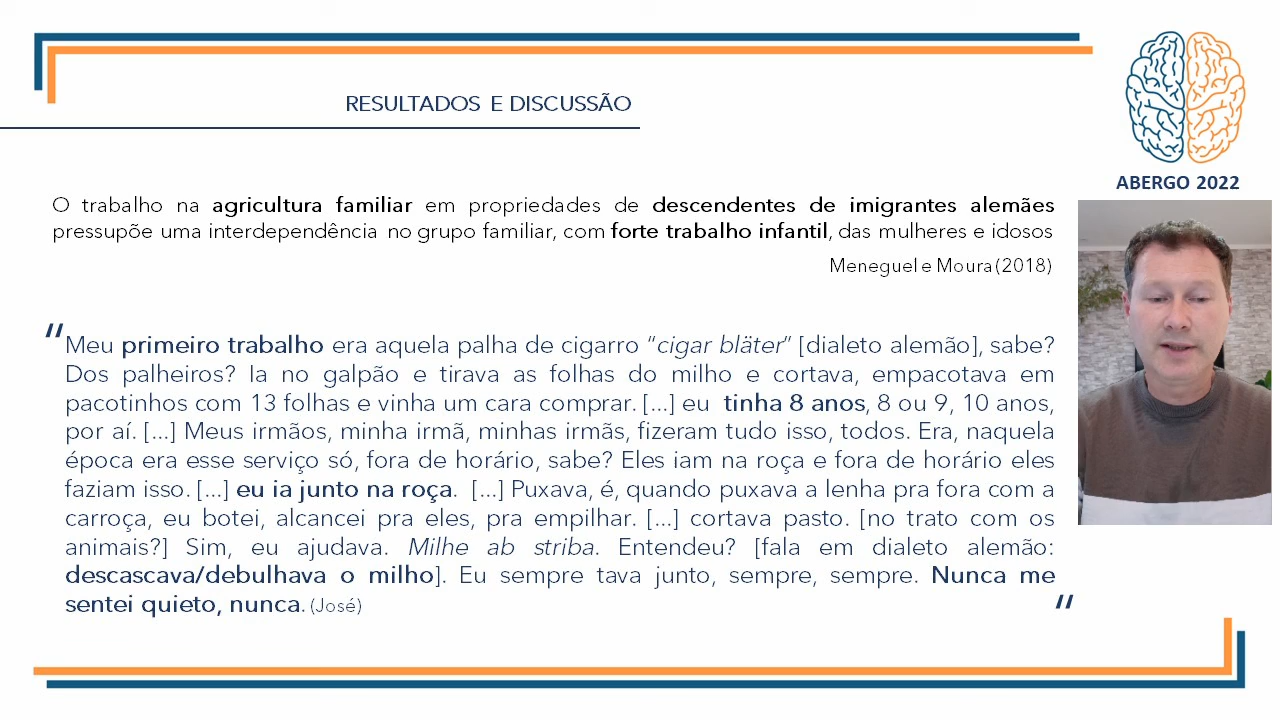 RESULTADOS E DISCUSSÃO
ABERGO 2022
O trabalho na agricultura familiar em propriedades de descendentes de imigrantes alemães
pressupõe uma interdependência no grupo familiar, com forte trabalho infantil, das mulheres e idosos
Meneguel e Moura (2018)
“Meu primeiro trabalho era aquela palha de cigarro “cigar bläter” [dialeto alemão], sabe?
Dos palheiros? Ia no galpão e tirava as folhas do milho e cortava, empacotava em
pacotinhos com 13 folhas e vinha um cara comprar. [...] eu tinha 8 anos, 8 ou 9, 10 anos,
por aí. [...] Meus irmãos, minha irmã, minhas irmãs, fizeram tudo isso, todos. Era, naquela
época era esse serviço só, fora de horário, sabe? Eles iam na roça e fora de horário eles
faziam isso. [...] eu ia junto na roça. [...] Puxava, é, quando puxava a lenha pra fora com a
carroça, eu botei, alcancei pra eles, pra empilhar. [...] cortava pasto. [no trato com os
animais?] Sim, eu ajudava. Milhe ab striba. Entendeu? [fala em dialeto alemão:
descascava/debulhava o milho]. Eu sempre tava junto, sempre, sempre. Nunca me
sentei quieto, nunca. (José) “